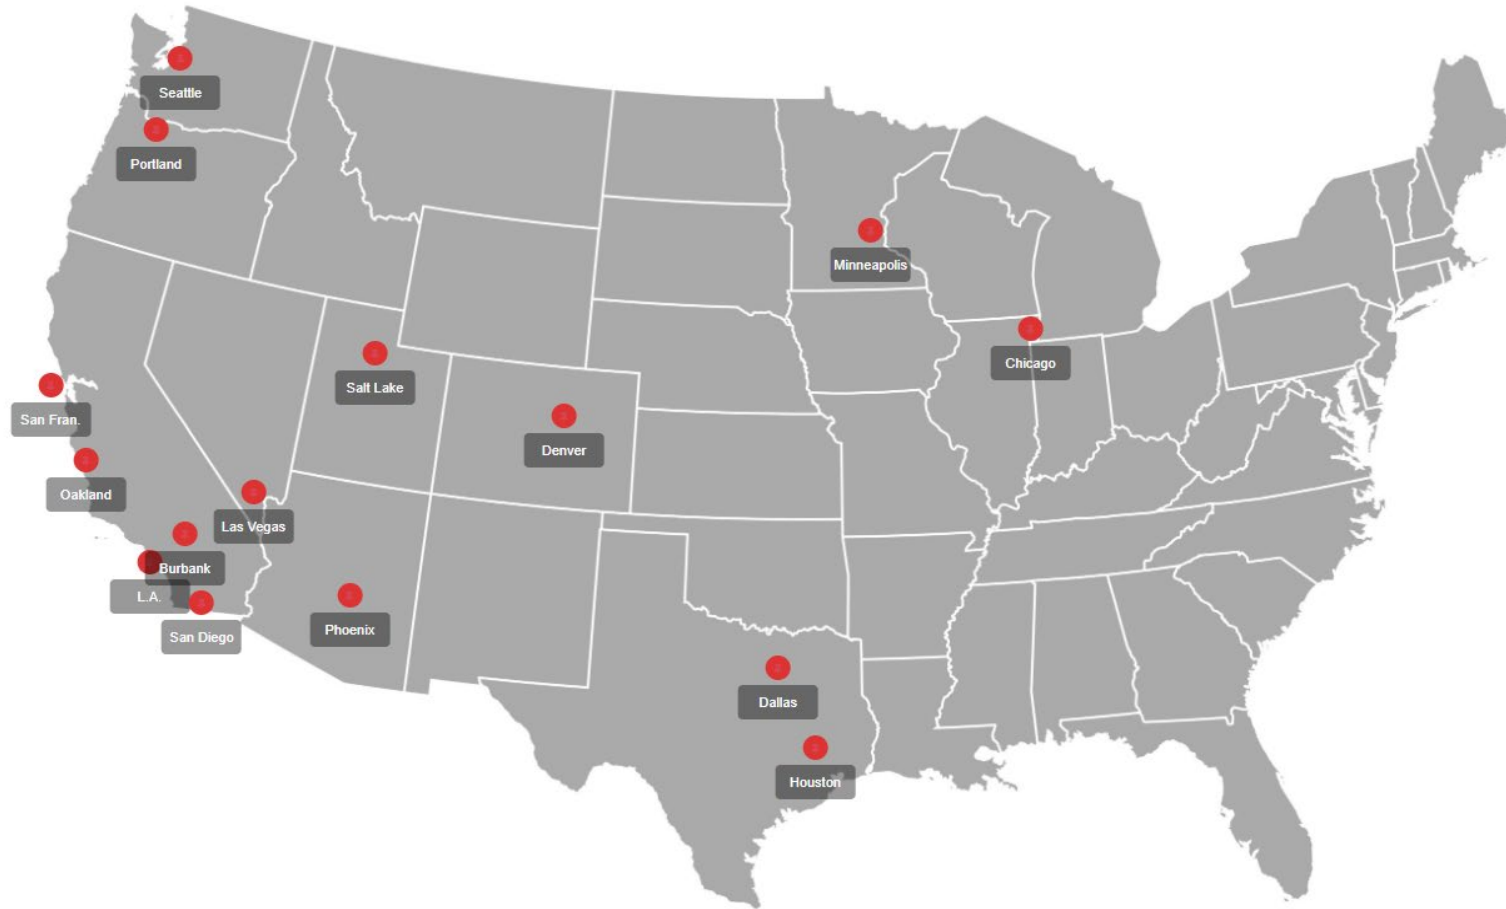 Seattle
Portland
Minneapolis
Chicago
Salt Lake
San Fran.
Denver
Oakland
Las Vegas
Burbank
L.A.
San Diego
Phoenix
Dallas
Houston